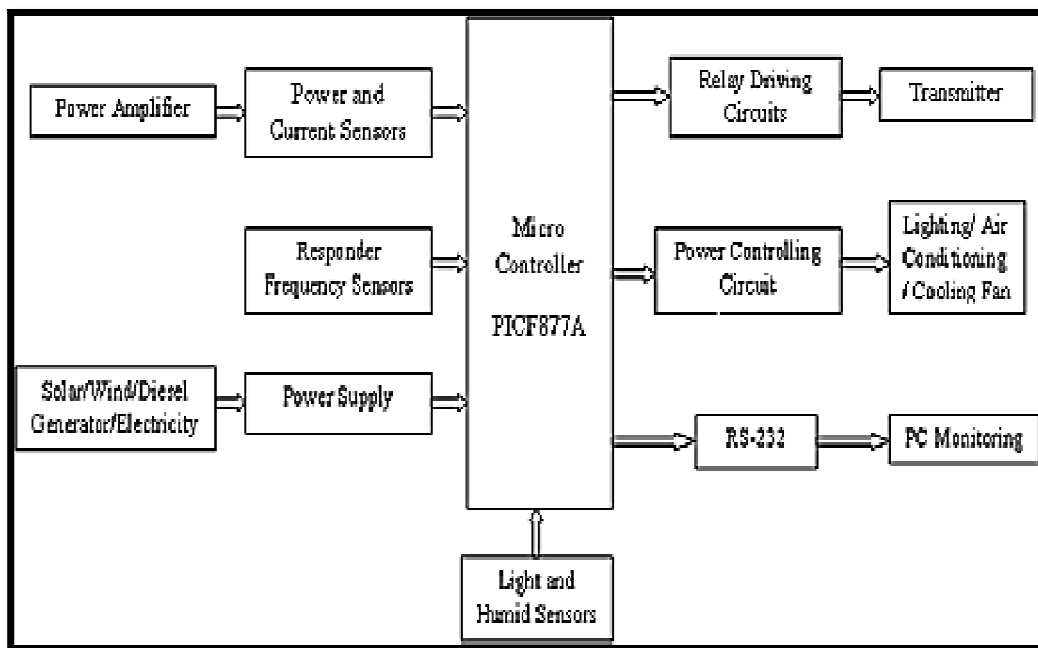 Power Amplifier
Power and
Current Sensors
Responder
Frequency Sensors
Solar/Wind/Diesel
Generator/Electricity
Power Supply
Micro
Controller
PICF877A
Light and
Humid Sensors
Relay Driving
Circuits
Transmitter
Power Controlling
Circuit
Lighting/ Air
Conditioning
/ Cooling Fan
RS-232
PC Monitoring